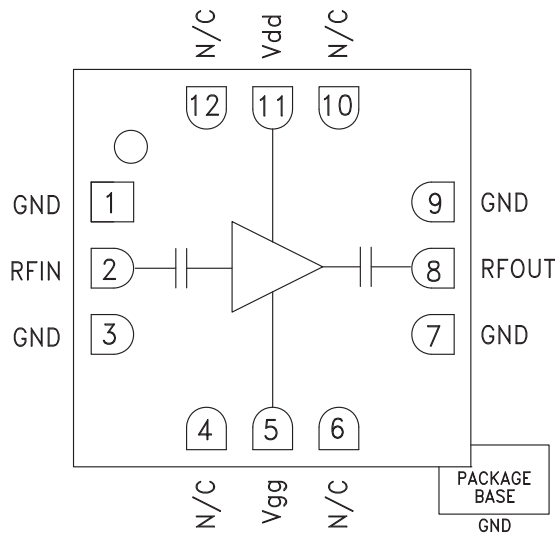 N/C Vdd N/C
12 11 10
GND 1 9 GND
RFIN 2 8 RFOUT
GND 3 7 GND
4 5 6
N/C Vgg N/C
PACKAGE
BASE
GND